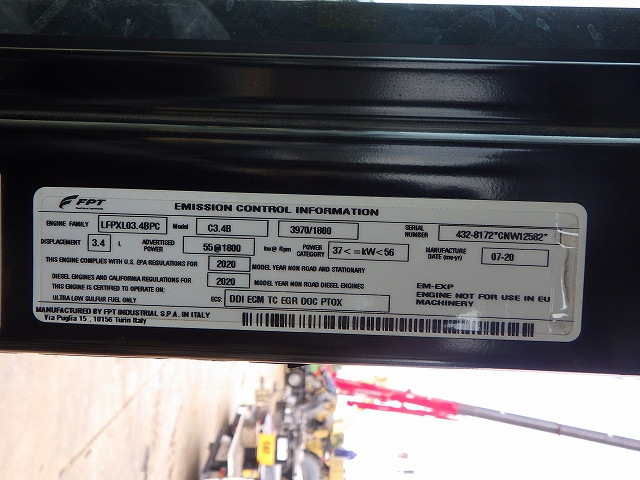 FPT
EMISSION CONTROL INFORMATION
ENGINE FAMILY LFPXL03.4BPC Model C3.4B 3970/1800 SERIAL NUMBER 432-8172*CNW12582*
DISPLACEMENT 3.4 L ADVERTISED POWER 55@1800 kw@Rpm POWER CATEGORY 37<=kW<56 MANUFACTURE DATE (mo-yr) 07-20
THIS ENGINE COMPLIES WITH U.S. EPA REGULATIONS FOR 2020 MODEL YEAR NON ROAD AND STATIONARY
DIESEL ENGINES AND CALIFORNIA REGULATIONS FOR 2020 MODEL YEAR NON ROAD DIESEL ENGINES
THIS ENGINE IS CERTIFIED TO OPERATE ON:
ULTRA LOW SULFUR FUEL ONLY ECS: DDI ECM TC EGR DOC PTOX
EM-EXP
ENGINE NOT FOR USE IN EU
MACHINERY
MANUFACTURED BY FPT INDUSTRIAL S.P.A. IN ITALY
Via Puglia 15 , 10156 Turin Italy